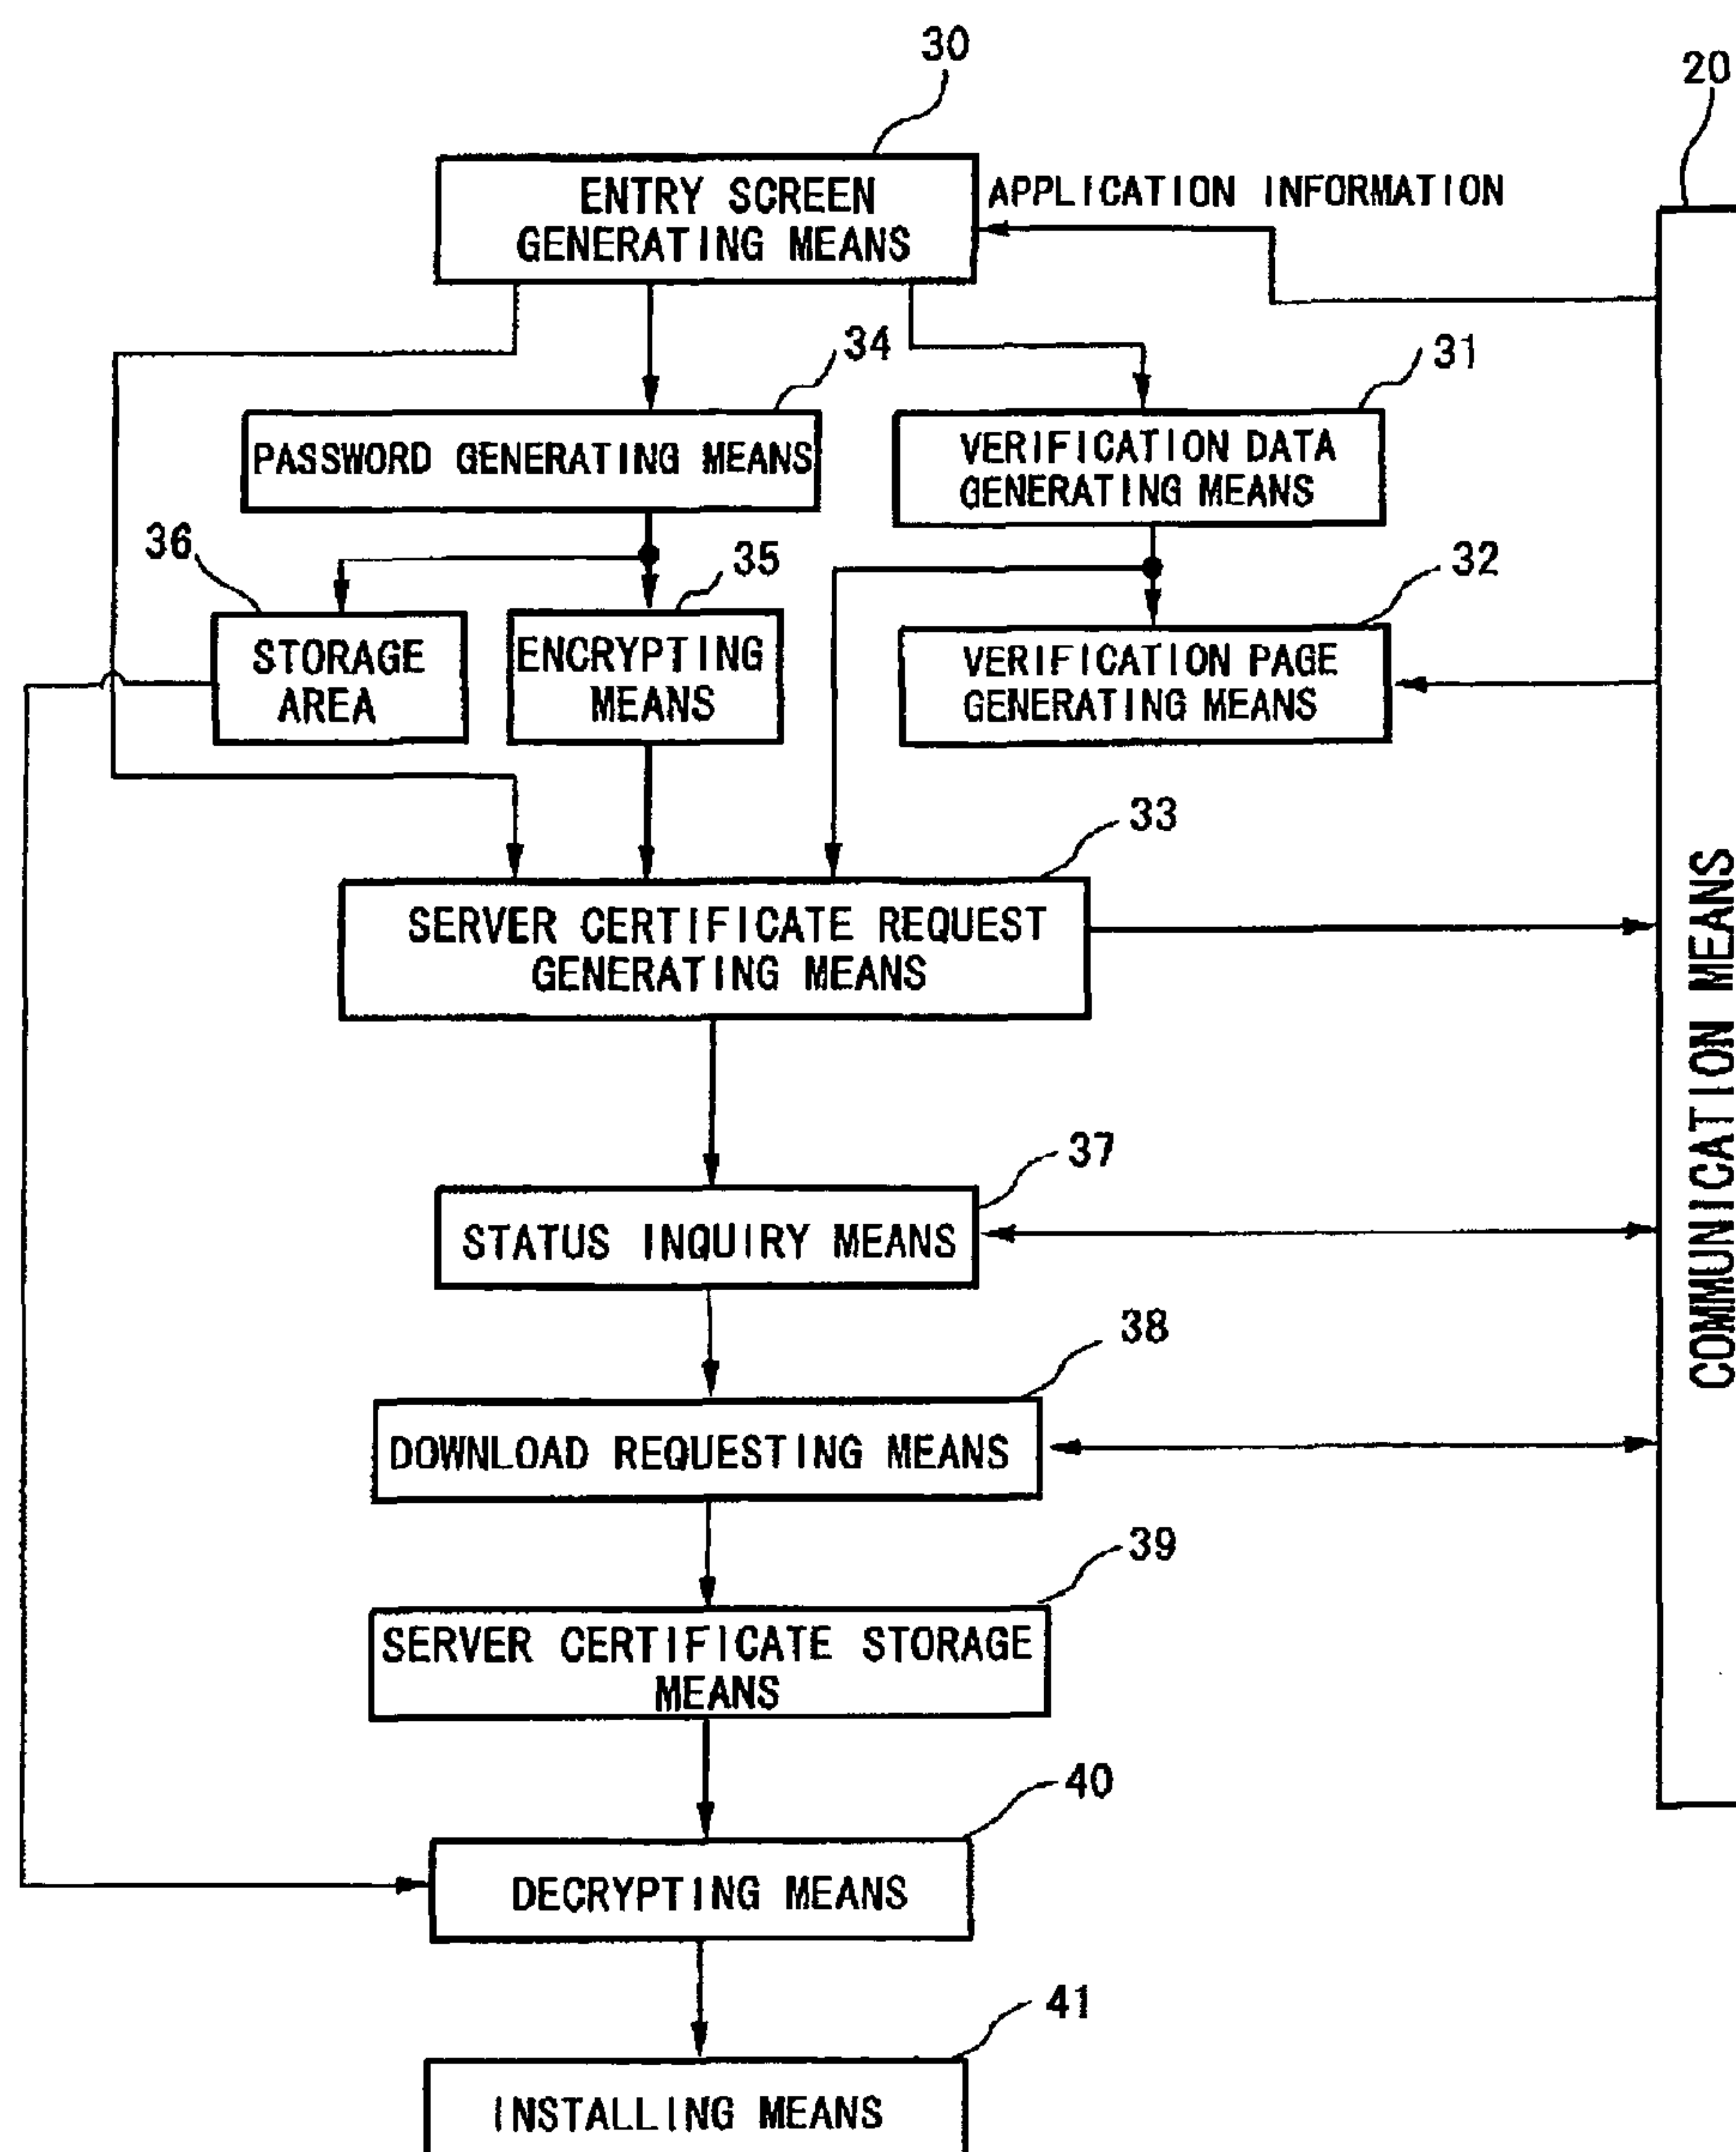 30
20
ENTRY SCREEN
GENERATING MEANS
APPLICATION INFORMATION
34
31
PASSWORD GENERATING MEANS
VERIFICATION DATA
GENERATING MEANS
36
35
32
STORAGE
AREA
ENCRYPTING
MEANS
VERIFICATION PAGE
GENERATING MEANS
33
SERVER CERTIFICATE REQUEST
GENERATING MEANS
COMMUNICATION MEANS
37
STATUS INQUIRY MEANS
38
DOWNLOAD REQUESTING MEANS
39
SERVER CERTIFICATE STORAGE
MEANS
40
DECRYPTING MEANS
41
INSTALLING MEANS